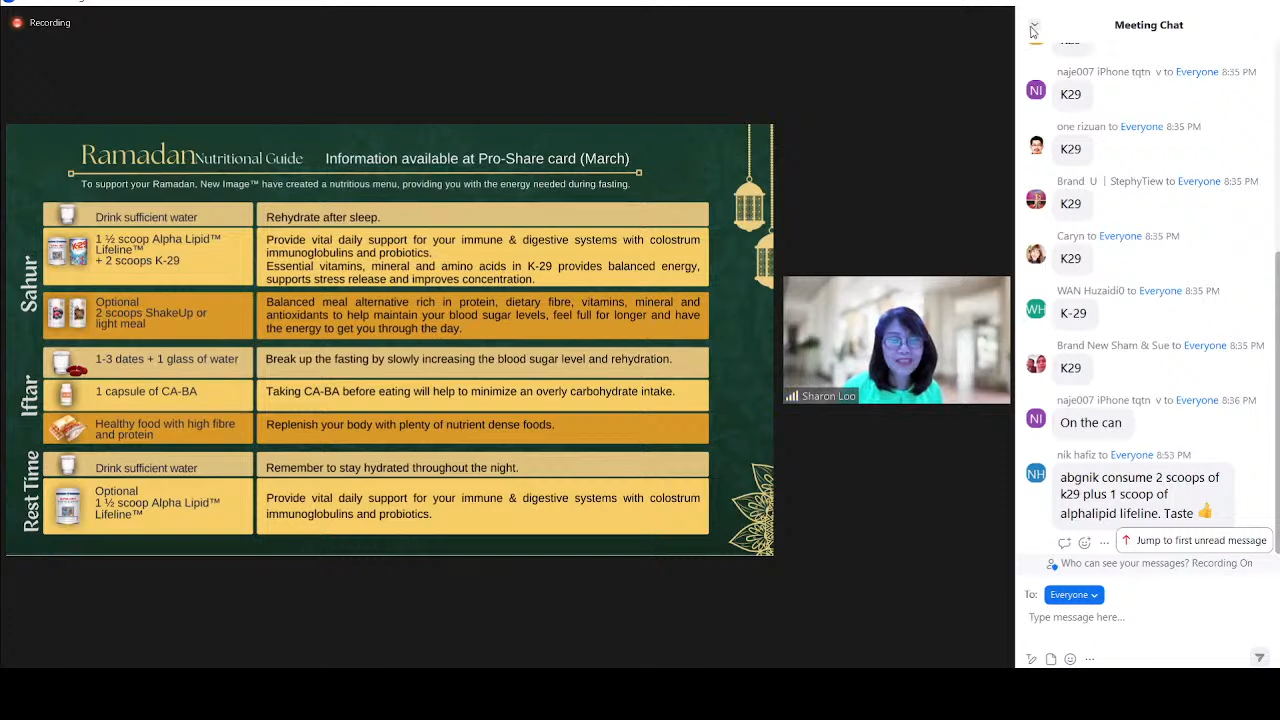 Recording
Ramadan Nutritional Guide Information available at Pro-Share card (March)
To support your Ramadan, New Image™ have created a nutritious menu, providing you with the energy needed during fasting.
Sahur
Drink sufficient water
Rehydrate after sleep.
1 ½ scoop Alpha Lipid™
Lifeline™
+ 2 scoops K-29
Provide vital daily support for your immune & digestive systems with colostrum
immunoglobulins and probiotics.
Essential vitamins, mineral and amino acids in K-29 provides balanced energy,
supports stress release and improves concentration.
Optional
2 scoops ShakeUp or
light meal
Balanced meal alternative rich in protein, dietary fibre, vitamins, mineral and
antioxidants to help maintain your blood sugar levels, feel full for longer and have
the energy to get you through the day.
Iftar
1-3 dates + 1 glass of water
Break up the fasting by slowly increasing the blood sugar level and rehydration.
1 capsule of CA-BA
Taking CA-BA before eating will help to minimize an overly carbohydrate intake.
Healthy food with high fibre
and protein
Replenish your body with plenty of nutrient dense foods.
Rest Time
Drink sufficient water
Remember to stay hydrated throughout the night.
Optional
1 ½ scoop Alpha Lipid™
Lifeline™
Provide vital daily support for your immune & digestive systems with colostrum
immunoglobulins and probiotics.
Sharon Loo
Meeting Chat
naje007 iPhone tqtn v to Everyone 8:35 PM
NI
K29
one rizuan to Everyone 8:35 PM
K29
Brand U | StephyTiew to Everyone 8:35 PM
K29
Caryn to Everyone 8:35 PM
K29
WAN Huzaidi0 to Everyone 8:35 PM
WH
K-29
Brand New Sham & Sue to Everyone 8:35 PM
K29
naje007 iPhone tqtn v to Everyone 8:36 PM
NI
On the can
nik hafiz to Everyone 8:53 PM
NH
abgnik consume 2 scoops of
k29 plus 1 scoop of
alphalipid lifeline. Taste 👍
Jump to first unread message
Who can see your messages? Recording On
To: Everyone
Type message here...